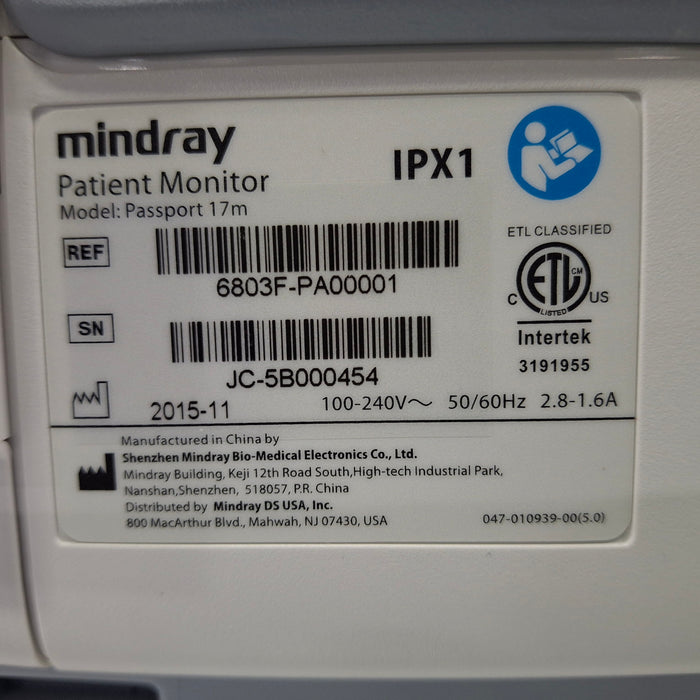 mindray
IPX1
Patient Monitor
Model: Passport 17m
REF
6803F-PA00001
SN
JC-5B000454
2015-11
100-240V～ 50/60Hz 2.8-1.6A
ETL CLASSIFIED
ETL
CM
LISTED
C US
Intertek
3191955
Manufactured in China by
Shenzhen Mindray Bio-Medical Electronics Co., Ltd.
Mindray Building, Keji 12th Road South,High-tech Industrial Park,
Nanshan,Shenzhen, 518057, P.R. China
Distributed by Mindray DS USA, Inc.
800 MacArthur Blvd., Mahwah, NJ 07430, USA
047-010939-00(5.0)